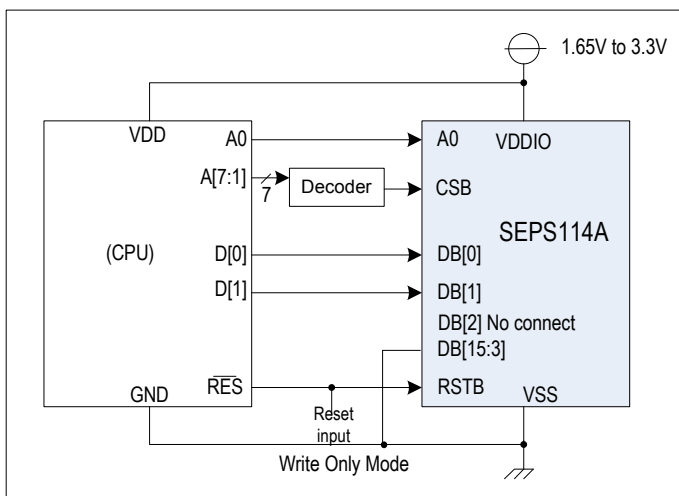 1.65V to 3.3V
VDD
A0
A0
VDDIO
A[7:1]
7
Decoder
CSB
SEPS114A
(CPU)
D[0]
DB[0]
D[1]
DB[1]
DB[2] No connect
DB[15:3]
GND
RES
RSTB
VSS
Reset
input
Write Only Mode